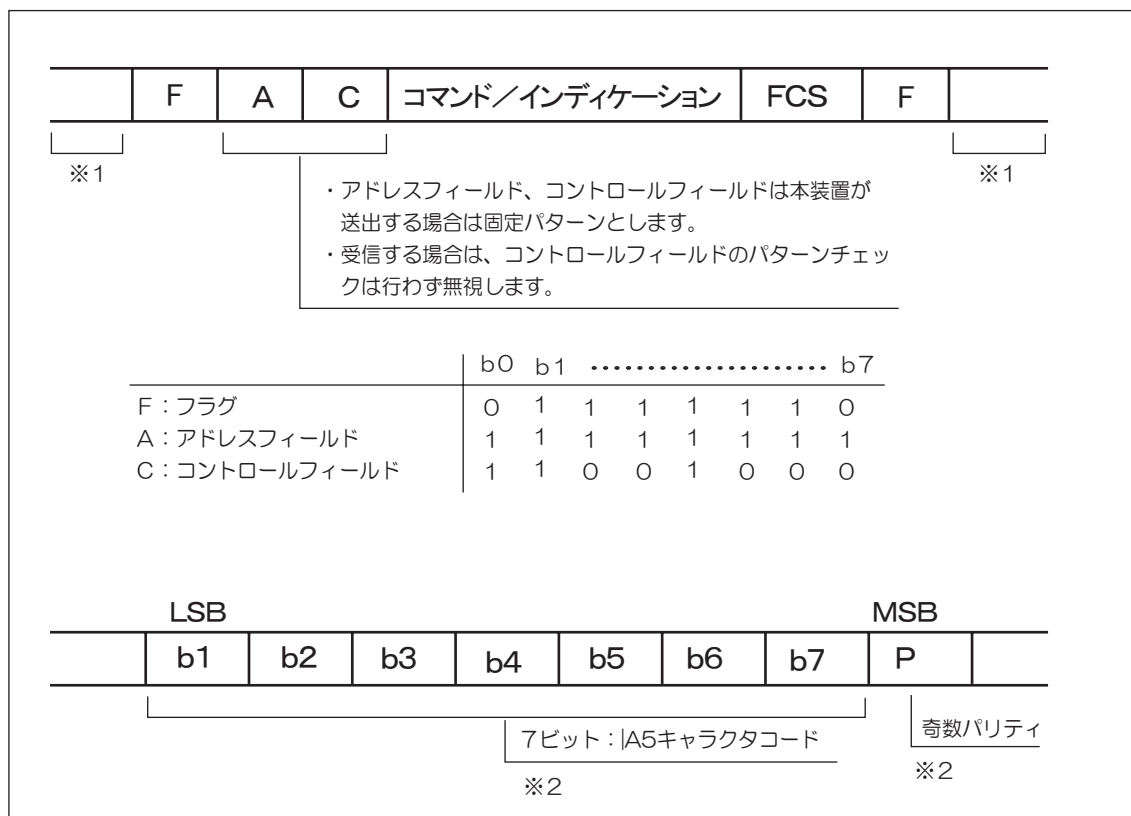 F A C コマンド／インディケーション FCS F
※1 ※1
・アドレスフィールド、コントロールフィールドは本装置が
送出する場合は固定パターンとします。
・受信する場合は、コントロールフィールドのパターンチェッ
クは行わず無視します。
b0 b1 ...................... b7
F：フラグ 0 1 1 1 1 1 1 0
A：アドレスフィールド 1 1 1 1 1 1 1 1
C：コントロールフィールド 1 1 0 0 1 0 0 0
LSB MSB
b1 b2 b3 b4 b5 b6 b7 P
7ビット：IA5キャラクタコード 奇数パリティ
※2 ※2